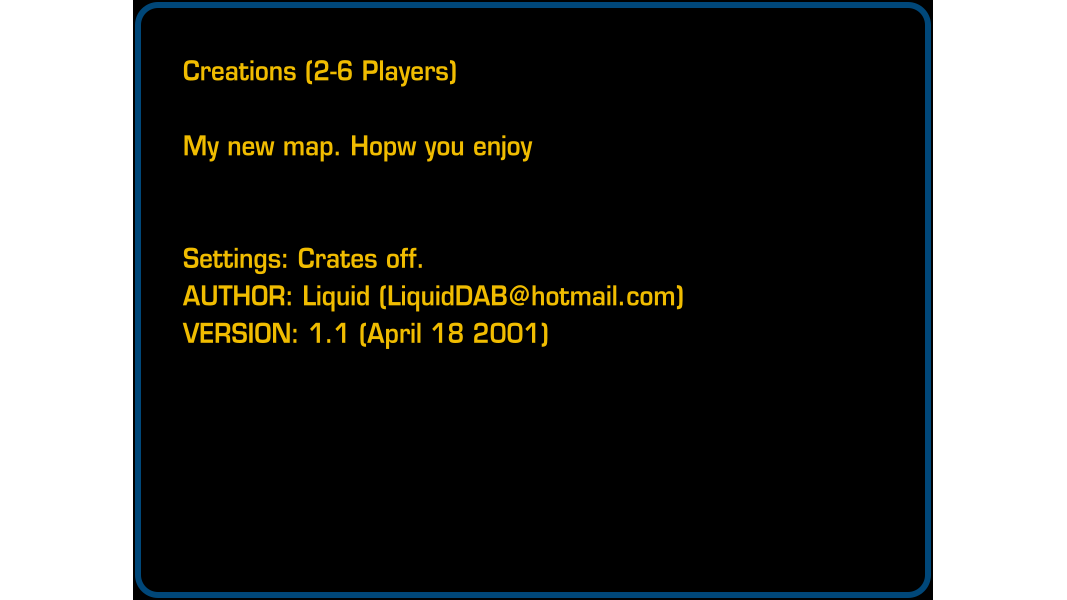 Creations (2-6 Players)
My new map. Hopw you enjoy
Settings: Crates off.
AUTHOR: Liquid (LiquidDAB@hotmail.com)
VERSION: 1.1 (April 18 2001)